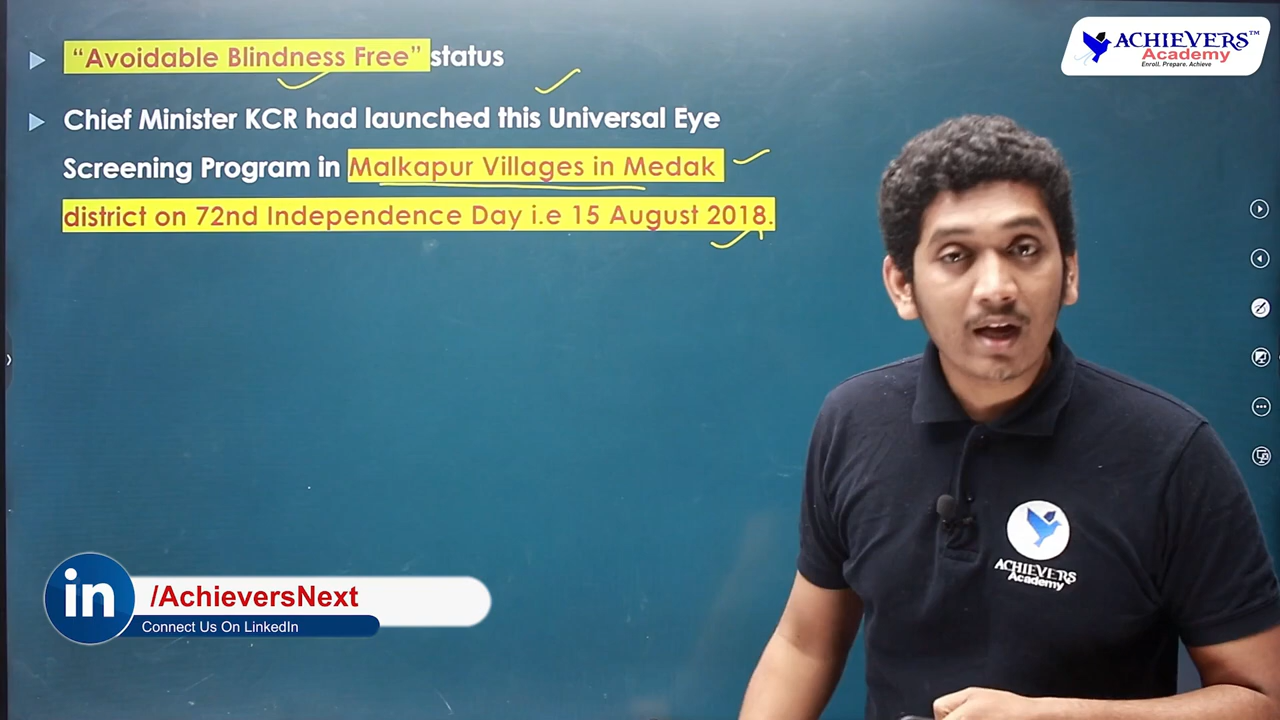 “Avoidable Blindness Free” status
Chief Minister KCR had launched this Universal Eye
Screening Program in Malkapur Villages in Medak
district on 72nd Independence Day i.e 15 August 2018.
ACHIEVERS™
Academy
Enroll. Prepare. Achieve
ACHIEVERS
Academy
in
/AchieversNext
Connect Us On LinkedIn